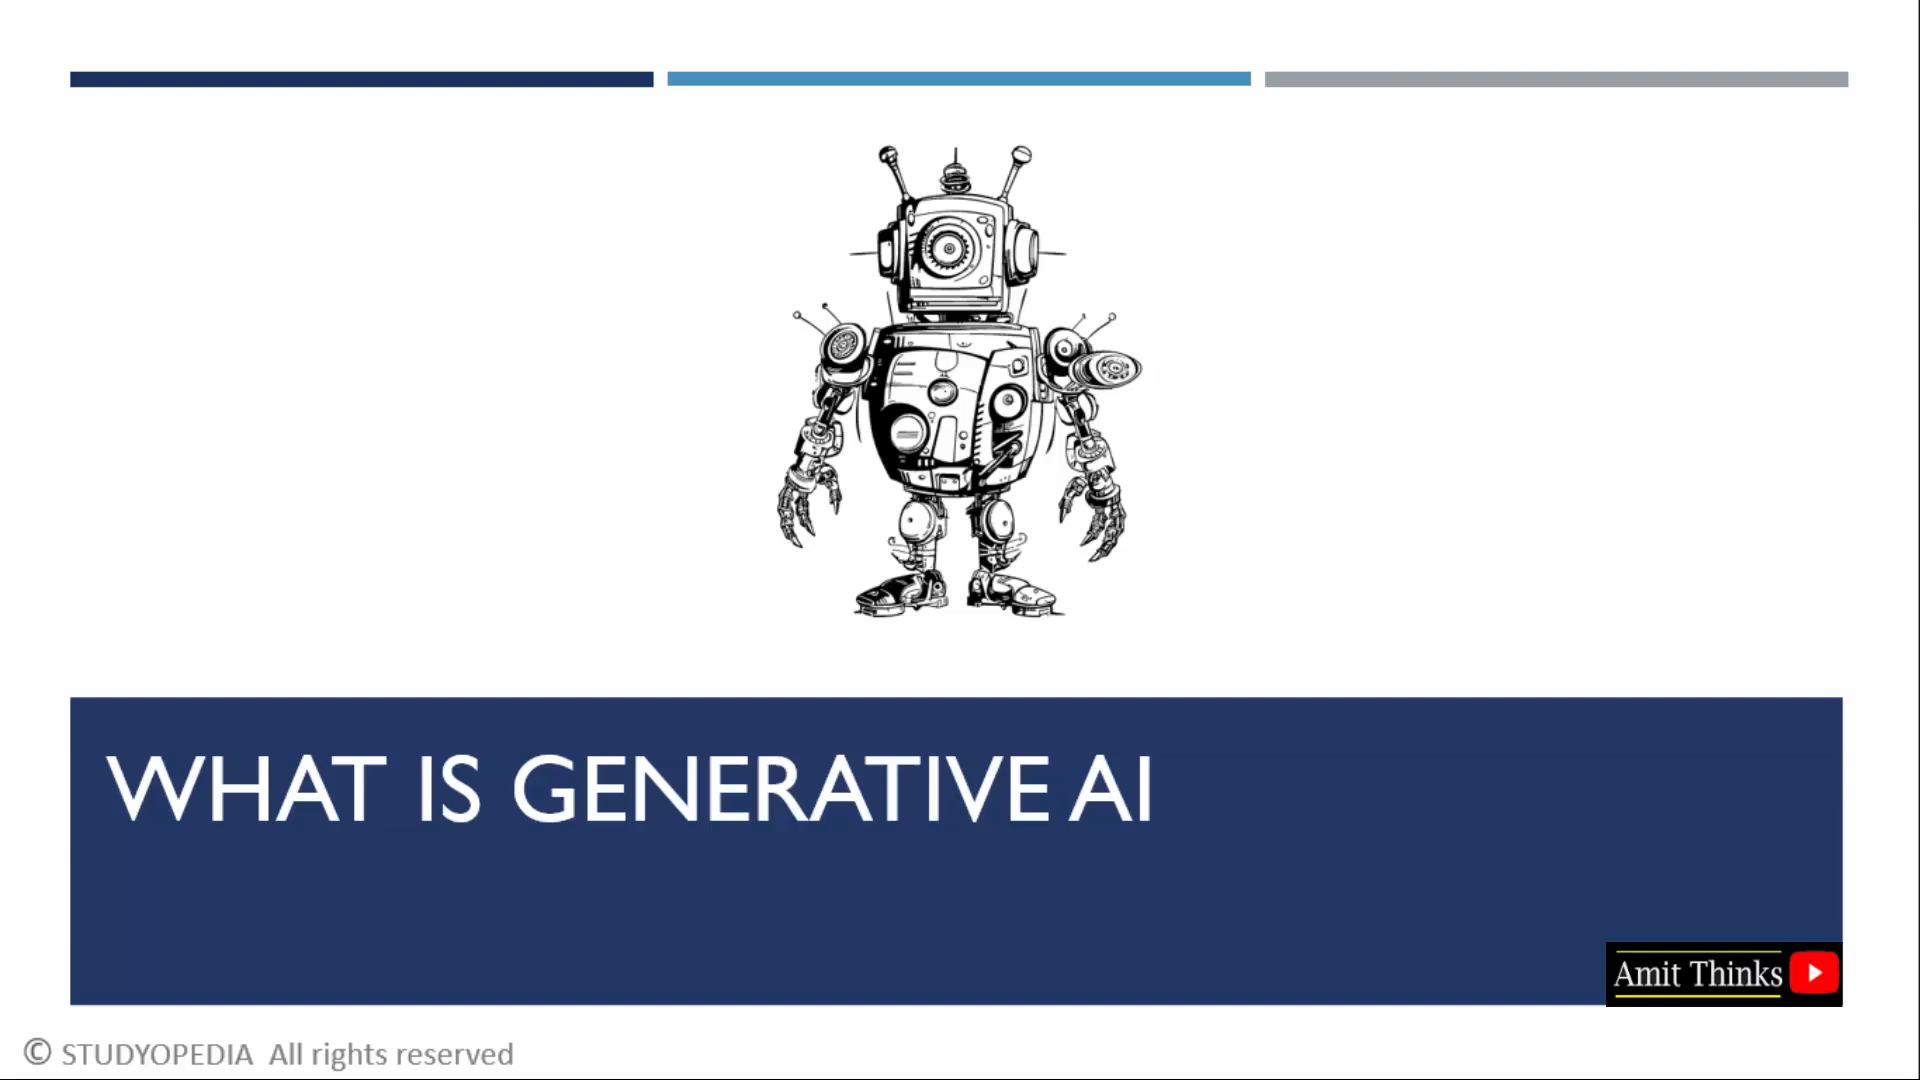 WHAT IS GENERATIVE AI
Amit Thinks
© STUDYOPEDIA All rights reserved